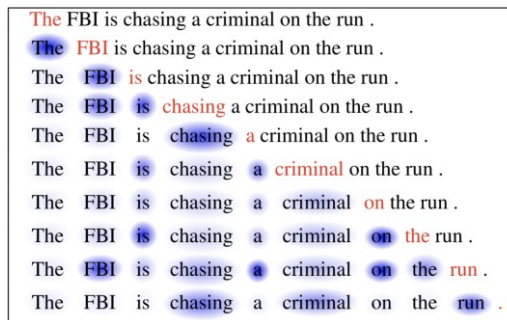 The FBI is chasing a criminal on the run .
The FBI is chasing a criminal on the run .
The FBI is chasing a criminal on the run .
The FBI is chasing a criminal on the run .
The FBI is chasing a criminal on the run .
The FBI is chasing a criminal on the run .
The FBI is chasing a criminal on the run .
The FBI is chasing a criminal on the run .
The FBI is chasing a criminal on the run .
The FBI is chasing a criminal on the run .